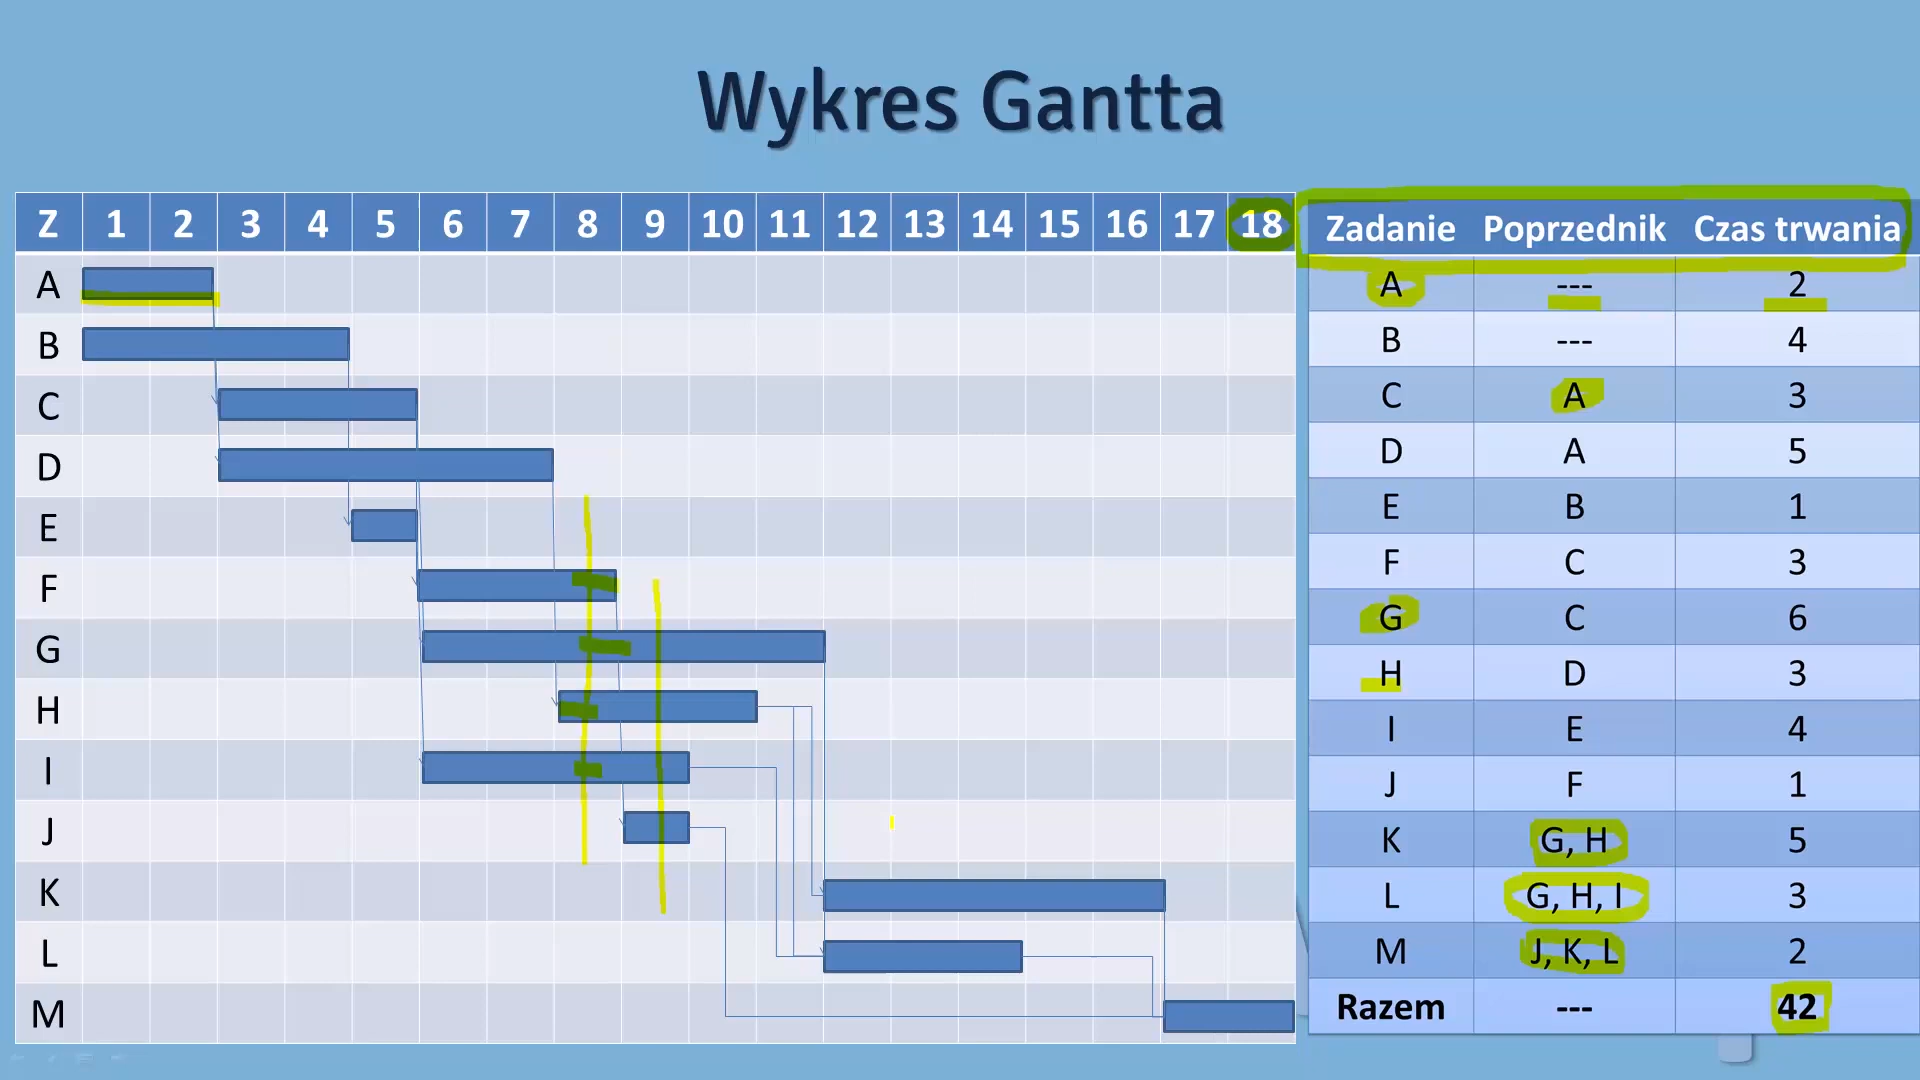 Wykres Gantta
Z 1 2 3 4 5 6 7 8 9 10 11 12 13 14 15 16 17 18
A
B
C
D
E
F
G
H
I
J
K
L
M
Zadanie Poprzednik Czas trwania
A --- 2
B --- 4
C A 3
D A 5
E B 1
F C 3
G C 6
H D 3
I E 4
J F 1
K G, H 5
L G, H, I 3
M J, K, L 2
Razem --- 42